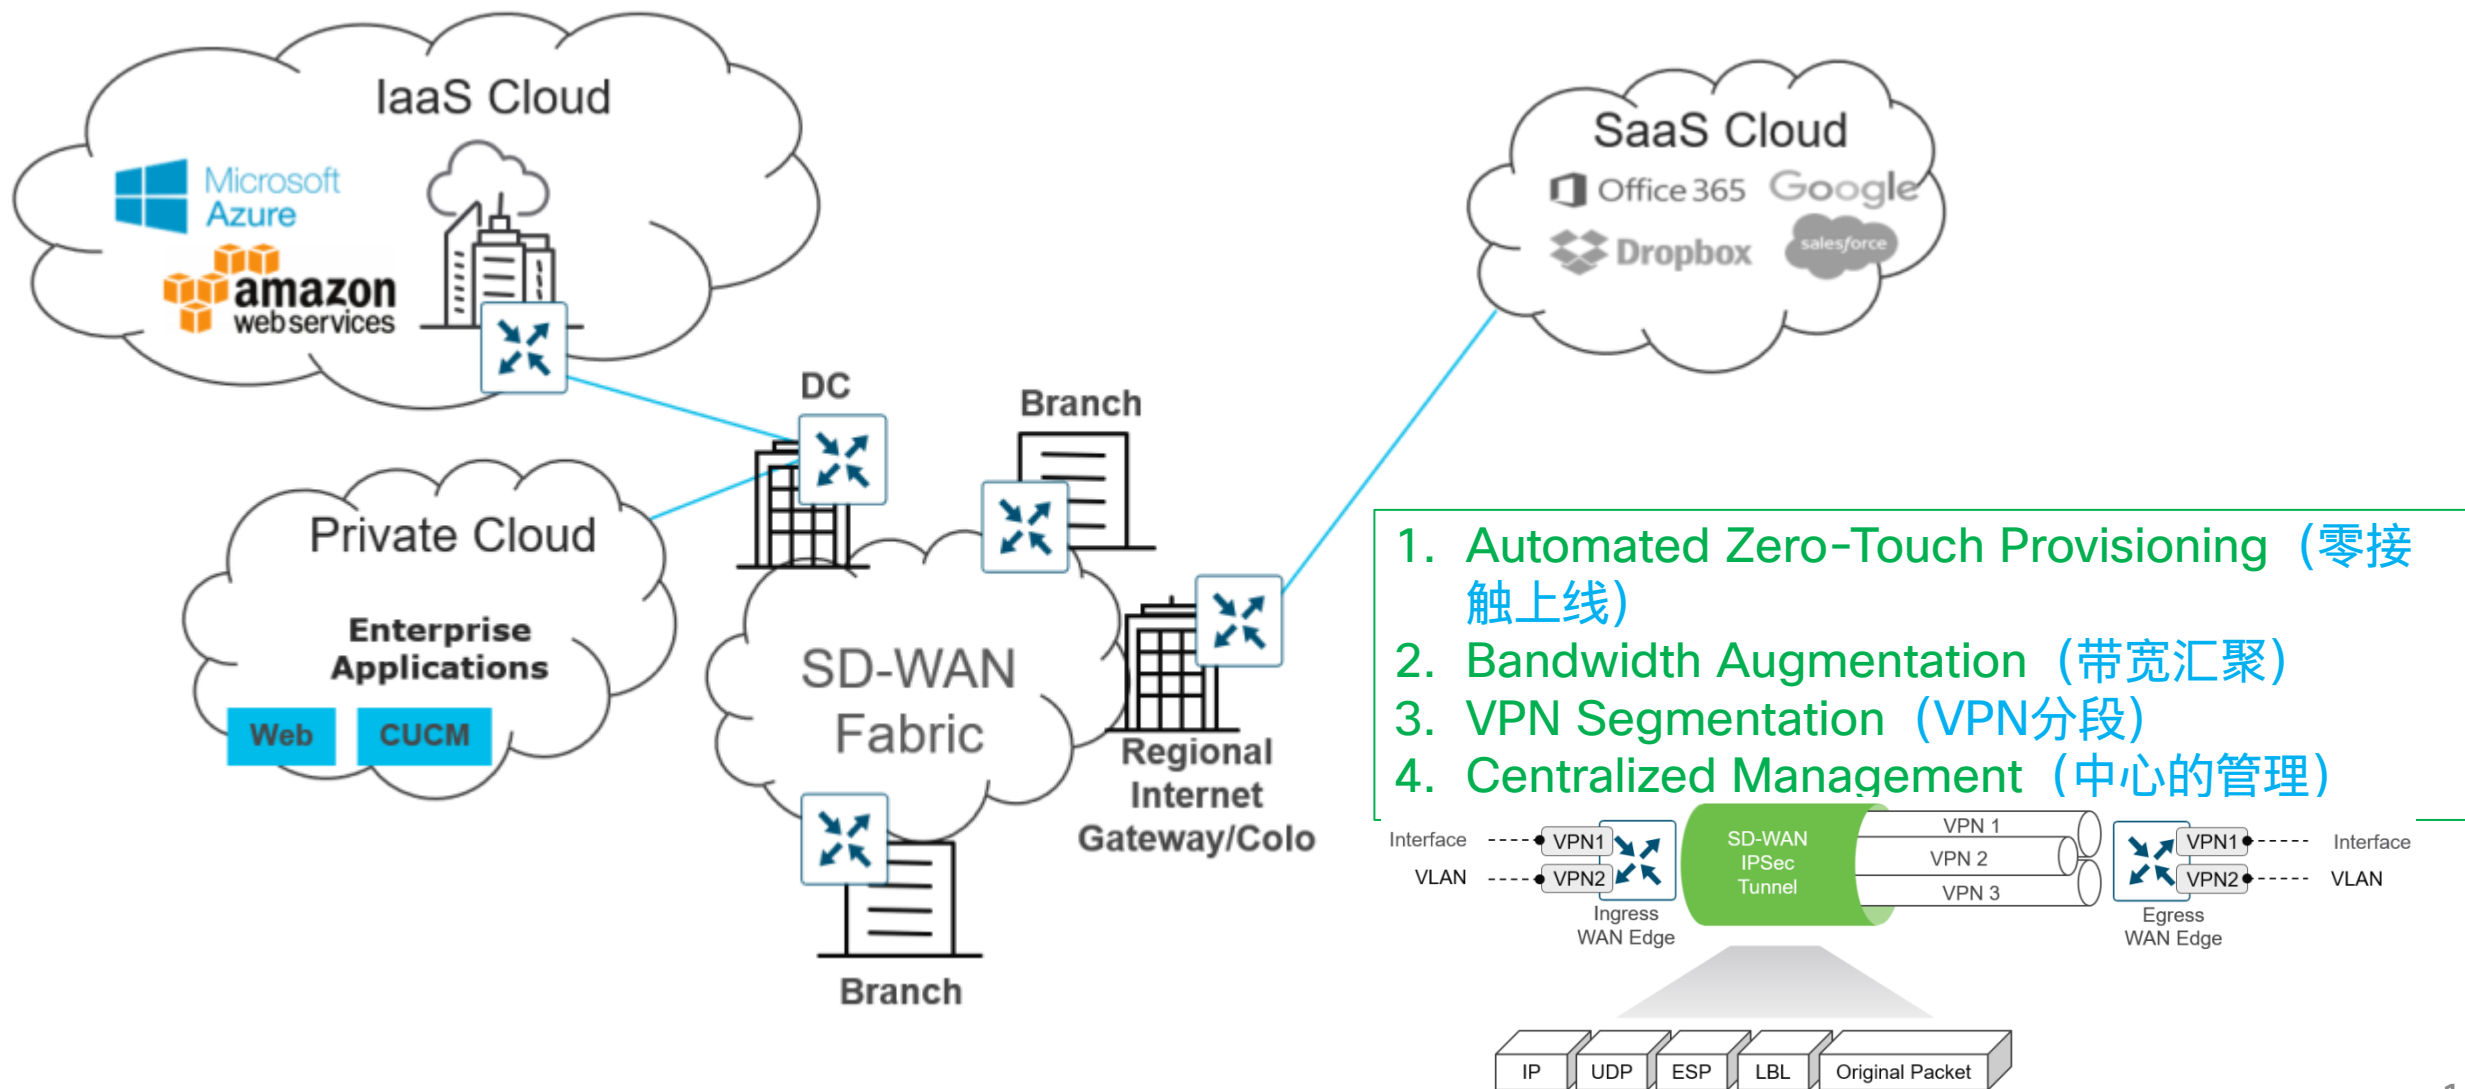 IaaS Cloud
Microsoft
Azure
amazon
webservices
SaaS Cloud
Office 365
Google
Dropbox
salesforce
DC
Branch
Private Cloud
Enterprise
Applications
Web
CUCM
SD-WAN
Fabric
Regional
Internet
Gateway/Colo
Branch
1. Automated Zero-Touch Provisioning（零接
触上线）
2. Bandwidth Augmentation（带宽汇聚）
3. VPN Segmentation（VPN分段）
4. Centralized Management（中心的管理）
Interface
VPN1
VLAN
VPN2
Ingress
WAN Edge
SD-WAN
IPSec
Tunnel
VPN 1
VPN 2
VPN 3
VPN1
Interface
VPN2
VLAN
Egress
WAN Edge
IP
UDP
ESP
LBL
Original Packet